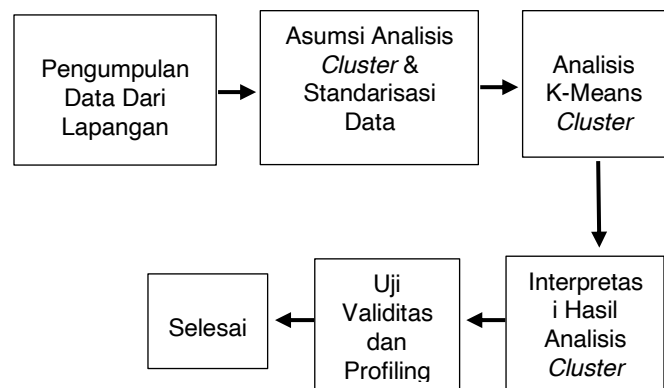 Pengumpulan
Data Dari
Lapangan
Asumsi Analisis
Cluster &
Standarisasi
Data
Analisis
K-Means
Cluster
Interpretas
i Hasil
Analisis
Cluster
Uji
Validitas
dan
Profiling
Selesai